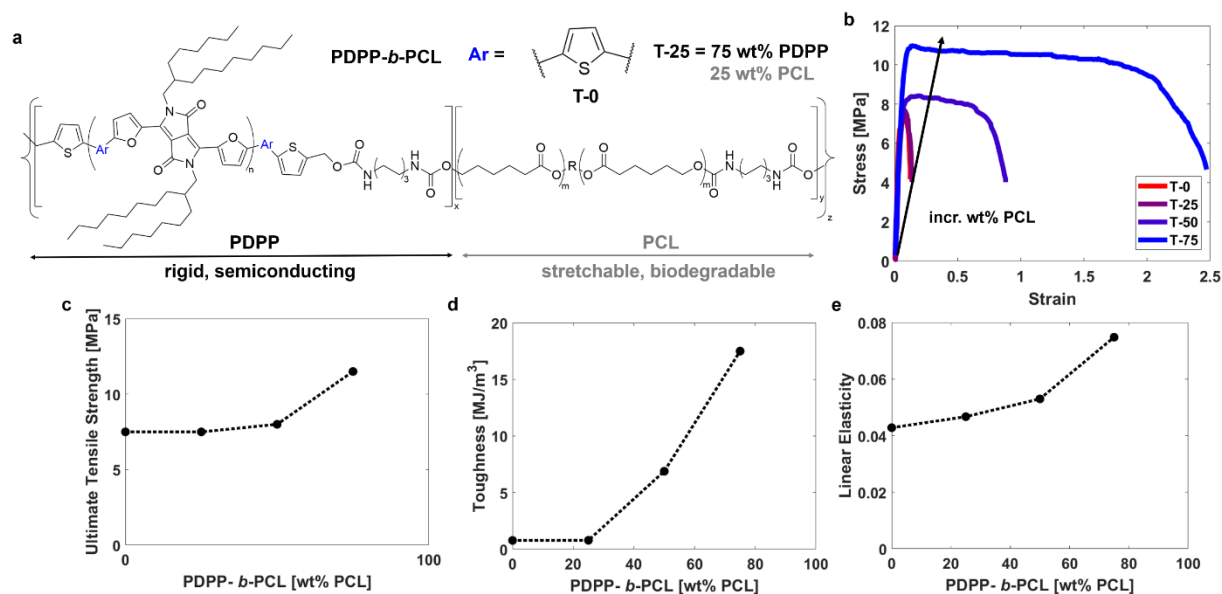 a
PDPP-b-PCL
Ar =
S
T-0
T-25 = 75 wt% PDPP
25 wt% PCL
S
Ar
O
O
N
N
O
O
n
Ar
S
O
O
N
H
3
H
N
O
O
x
O
O
m
R
O
O
m
O
N
H
3
H
N
O
O
y
z
PDPP
rigid, semiconducting
PCL
stretchable, biodegradable
b
Stress [MPa]
12
10
8
6
4
2
0
0
0.5
1
1.5
2
2.5
Strain
incr. wt% PCL
T-0
T-25
T-50
T-75
c
Ultimate Tensile Strength [MPa]
15
10
5
0
0
100
PDPP- b-PCL [wt% PCL]
d
Toughness [MJ/m³]
20
15
10
5
0
0
20
40
60
80
100
PDPP- b-PCL [wt% PCL]
e
Linear Elasticity
0.08
0.06
0.04
0.02
0
0
20
40
60
80
100
PDPP- b-PCL [wt% PCL]